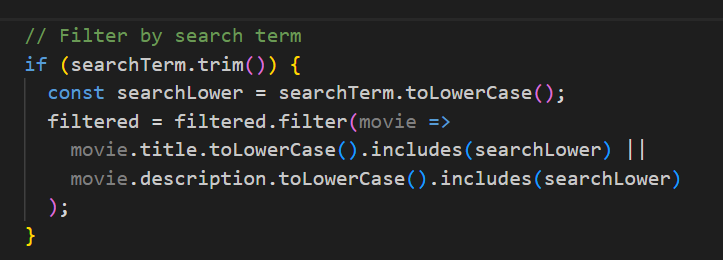 // Filter by search term
if (searchTerm.trim()) {
const searchLower = searchTerm.toLowerCase();
filtered = filtered.filter(movie =>
movie.title.toLowerCase().includes(searchLower) ||
movie.description.toLowerCase().includes(searchLower)
);
}